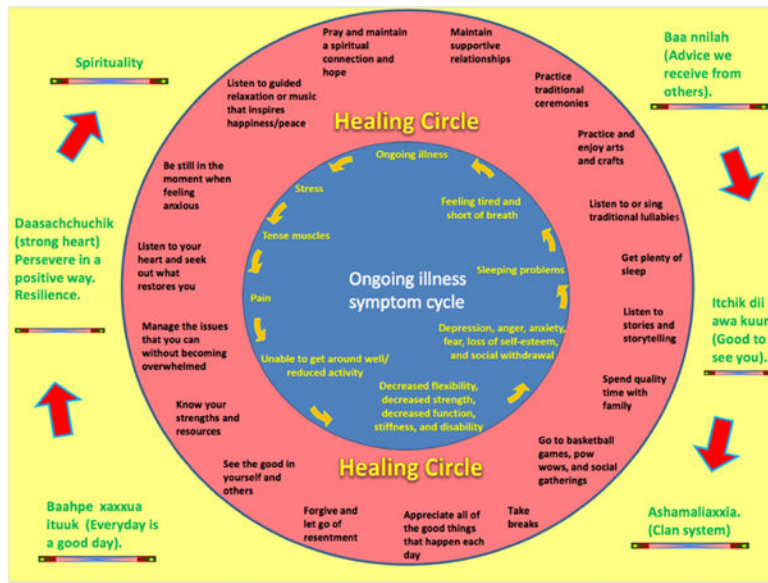 Spirituality
Daasachchuchik
(strong heart)
Persevere in a
positive way.
Resilience.
Baahpe xaxxua
ituuk (Everyday is
a good day).
Baa nnilah
(Advice we
receive from
others).
Itchik dii
awa kuur
(Good to
see you).
Ashamaliaxxia.
(Clan system)
Healing Circle
Pray and maintain
a spiritual
connection and
hope
Maintain
supportive
relationships
Practice
traditional
ceremonies
Practice and
enjoy arts
and crafts
Listen to or sing
traditional lullabies
Get plenty of
sleep
Listen to
stories and
storytelling
Spend quality
time with
family
Go to basketball
games, pow
wows, and social
gatherings
Take
breaks
Appreciate all of
the good things
that happen each
day
Forgive and
let go of
resentment
See the good in
yourself and
others
Know your
strengths and
resources
Manage the issues
that you can
without becoming
overwhelmed
Listen to your
heart and seek
out what
restores you
Be still in the
moment when
feeling
anxious
Listen to guided
relaxation or music
that inspires
happiness/peace
Healing Circle
Ongoing illness
symptom cycle
Ongoing illness
Stress
Tense muscles
Pain
Unable to get around well/
reduced activity
Decreased flexibility,
decreased strength,
decreased function,
stiffness, and disability
Depression, anger, anxiety,
fear, loss of self-esteem,
and social withdrawal
Sleeping problems
Feeling tired and
short of breath